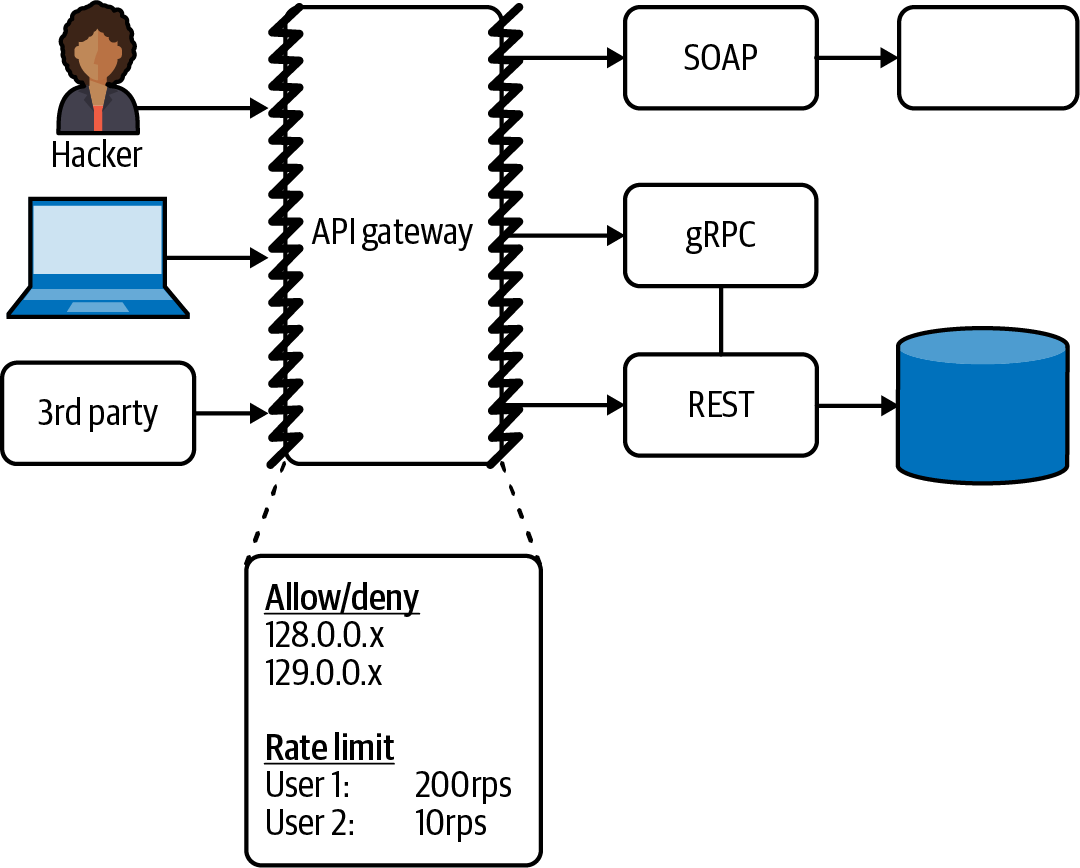 Hacker
3rd party
API gateway
SOAP
gRPC
REST
Allow/deny
128.0.0.x
129.0.0.x
Rate limit
User 1: 200rps
User 2: 10rps